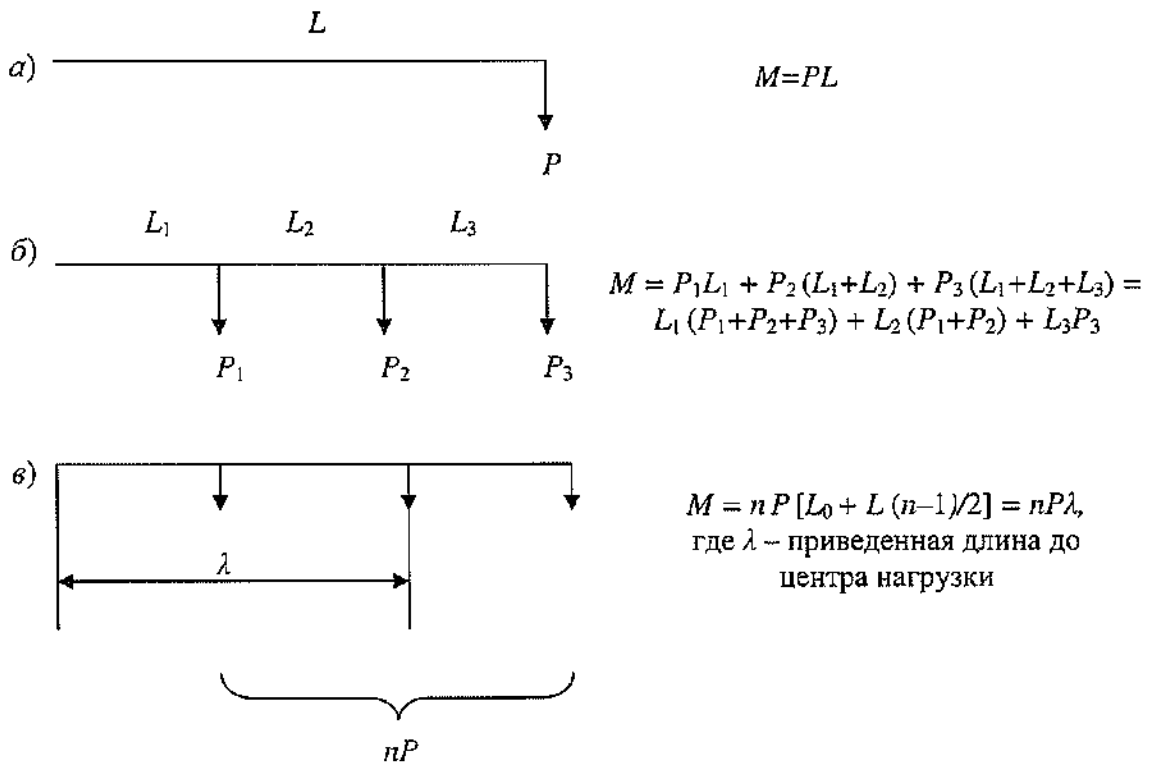 L
а)
M=PL
P
L₁ L₂ L₃
б)
M = P₁L₁ + P₂ (L₁+L₂) + P₃ (L₁+L₂+L₃) =
L₁ (P₁+P₂+P₃) + L₂ (P₁+P₂) + L₃P₃
P₁ P₂ P₃
в)
M = n P [L₀ + L (n–1)/2] = nPλ,
где λ – приведенная длина до
центра нагрузки
λ
nP